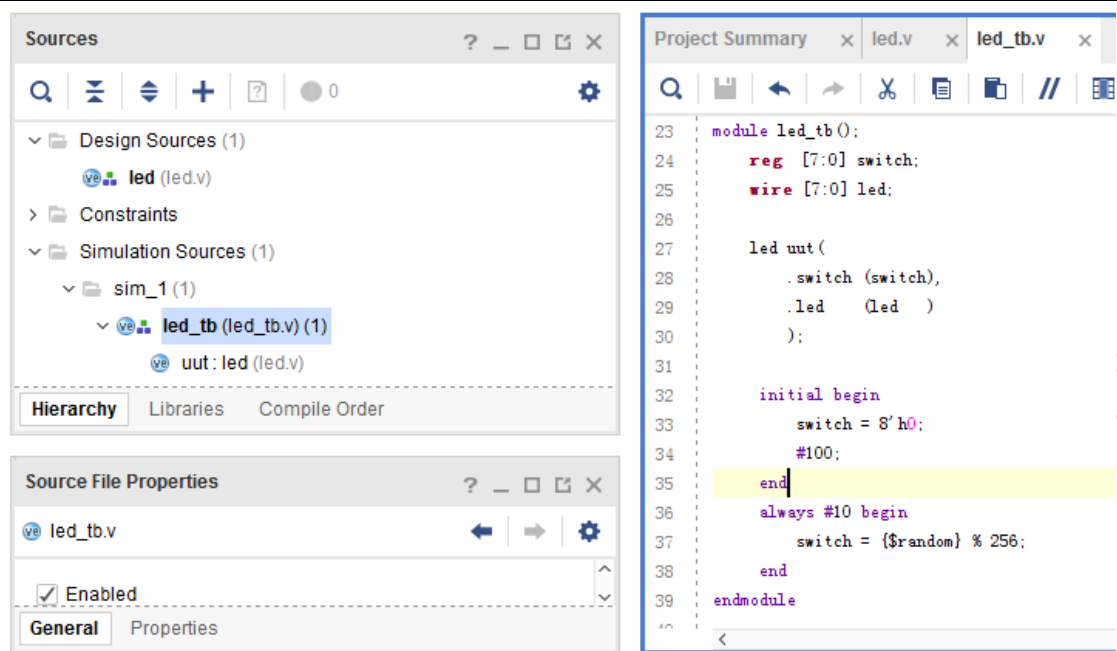 Sources
0
Design Sources (1)
led (led.v)
Constraints
Simulation Sources (1)
sim_1 (1)
led_tb (led_tb.v) (1)
uut : led (led.v)
Hierarchy Libraries Compile Order
Source File Properties
led_tb.v
Enabled
General Properties
Project Summary led.v led_tb.v
23 module led_tb();
24 reg [7:0] switch;
25 wire [7:0] led;
26
27 led uut(
28 .switch (switch),
29 .led (led )
30 );
31
32 initial begin
33 switch = 8'h0;
34 #100;
35 end
36 always #10 begin
37 switch = {$random} % 256;
38 end
39 endmodule